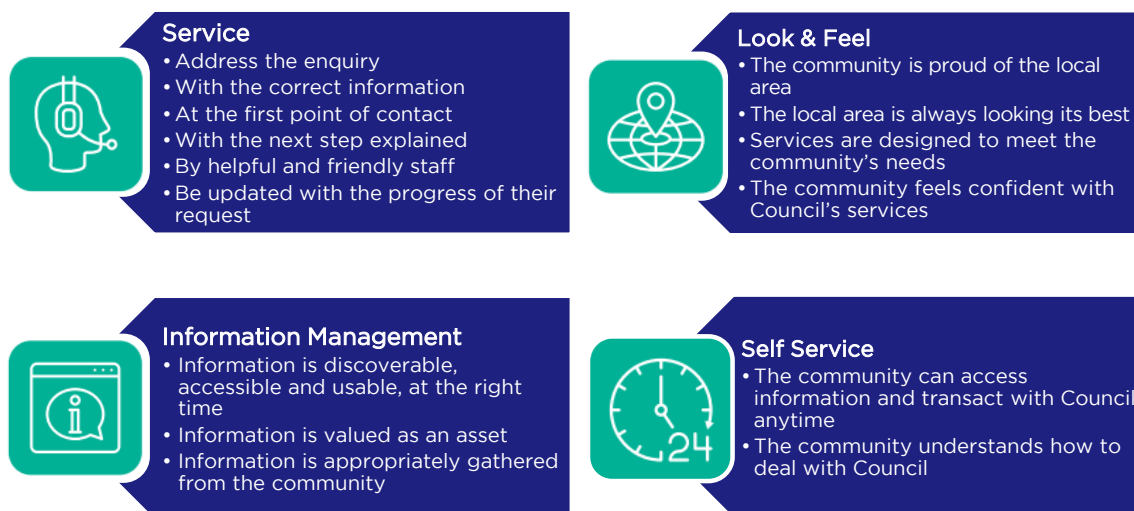 Service
• Address the enquiry
• With the correct information
• At the first point of contact
• With the next step explained
• By helpful and friendly staff
• Be updated with the progress of their
request
Look & Feel
• The community is proud of the local
area
• The local area is always looking its best
• Services are designed to meet the
community's needs
• The community feels confident with
Council's services
Information Management
• Information is discoverable,
accessible and usable, at the right
time
• Information is valued as an asset
• Information is appropriately gathered
from the community
24
Self Service
• The community can access
information and transact with Council
anytime
• The community understands how to
deal with Council